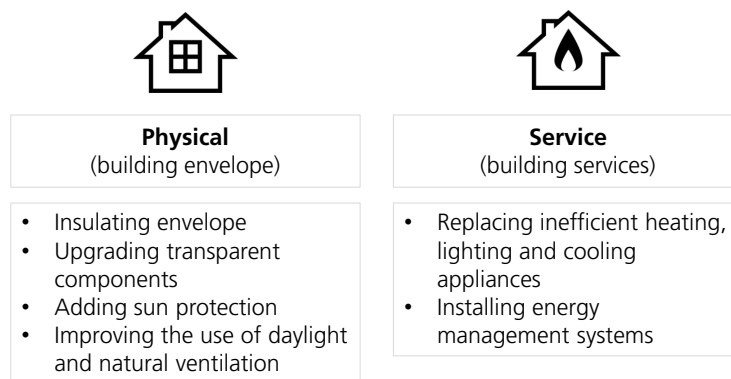 Physical
(building envelope)
• Insulating envelope
• Upgrading transparent
components
• Adding sun protection
• Improving the use of daylight
and natural ventilation
Service
(building services)
• Replacing inefficient heating,
lighting and cooling
appliances
• Installing energy
management systems